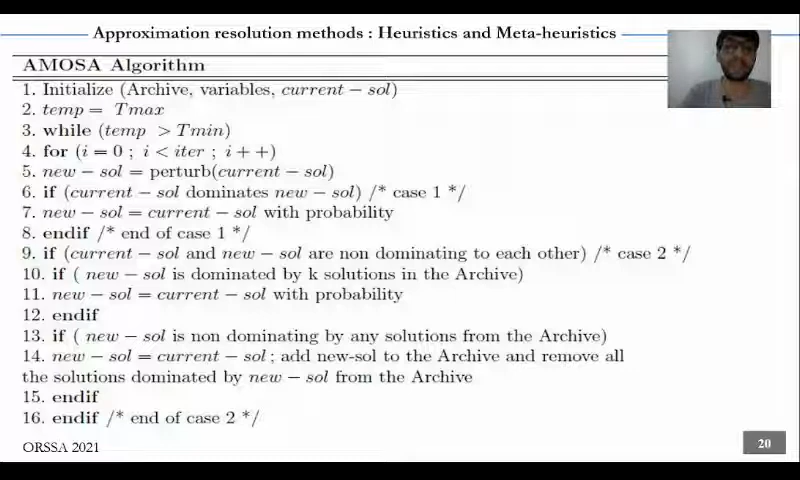 Approximation resolution methods : Heuristics and Meta-heuristics
AMOSA Algorithm
1. Initialize (Archive, variables, current − sol)
2. temp = Tmax
3. while (temp > Tmin)
4. for (i = 0 ; i < iter ; i + +)
5. new − sol = perturb(current − sol)
6. if (current − sol dominates new − sol) /* case 1 */
7. new − sol = current − sol with probability
8. endif /* end of case 1 */
9. if (current − sol and new − sol are non dominating to each other) /* case 2 */
10. if ( new − sol is dominated by k solutions in the Archive)
11. new − sol = current − sol with probability
12. endif
13. if ( new − sol is non dominating by any solutions from the Archive)
14. new − sol = current − sol ; add new-sol to the Archive and remove all
the solutions dominated by new − sol from the Archive
15. endif
16. endif /* end of case 2 */
ORSSA 2021
20